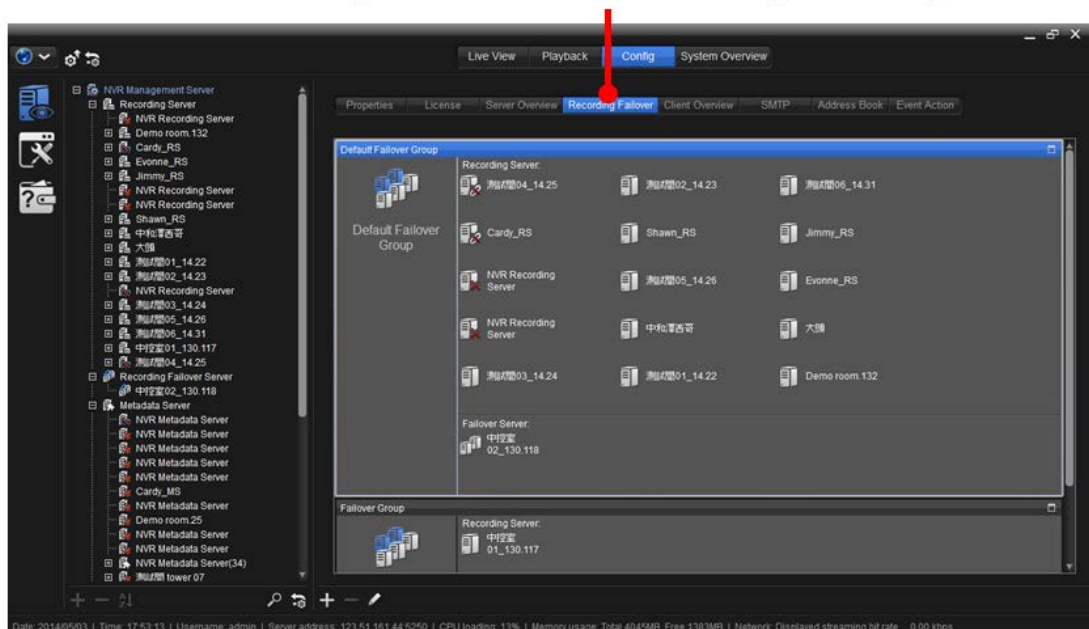 Live View Playback Config System Overview
NVR Management Server
Recording Server
NVR Recording Server
Demo room.132
Cardy_RS
Evonne_RS
Jimmy_RS
NVR Recording Server
NVR Recording Server
Shawn_RS
中和潭西哥
大頭
測試間01_14.22
測試間02_14.23
NVR Recording Server
測試間03_14.24
測試間05_14.26
測試間06_14.31
中控室01_130.117
測試間04_14.25
Recording Failover Server
中控室02_130.118
Metadata Server
NVR Metadata Server
NVR Metadata Server
NVR Metadata Server
NVR Metadata Server
NVR Metadata Server
Cardy_MS
NVR Metadata Server
Demo room.25
NVR Metadata Server
NVR Metadata Server
NVR Metadata Server(34)
測試間 tower 07
Properties License Server Overview Recording Failover Client Overview SMTP Address Book Event Action
Default Failover Group
Default Failover
Group
Recording Server:
測試間04_14.25 測試間02_14.23 測試間06_14.31
Cardy_RS Shawn_RS Jimmy_RS
NVR Recording
Server
測試間05_14.26 Evonne_RS
NVR Recording
Server
中和潭西哥 大頭
測試間03_14.24 測試間01_14.22 Demo room.132
Failover Server:
中控室
02_130.118
Failover Group
Recording Server:
中控室
01_130.117
Date: 2014/05/03 | Time: 17:53:13 | Username: admin | Server address: 123.51.161.44:5250 | CPU loading: 13% | Memory usage: Total 4045MB, Free 1383MB | Network: Displayed streaming bit rate 0.00 kbps